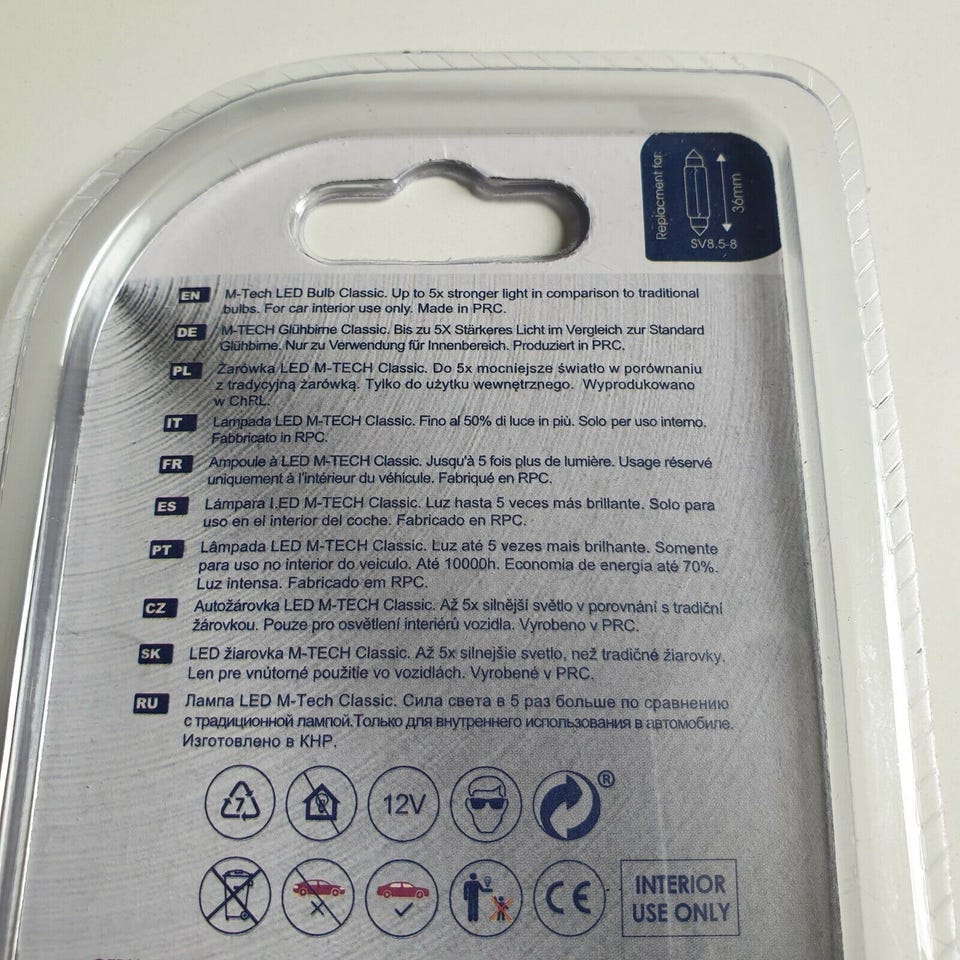 Replacment for:
36mm
SV8.5-8
EN M-Tech LED Bulb Classic. Up to 5x stronger light in comparison to traditional
bulbs. For car interior use only. Made in PRC.
DE M-TECH Glühbirne Classic. Bis zu 5X Stärkeres Licht im Vergleich zur Standard
Glühbirne. Nur zu Verwendung für Innenbereich. Produziert in PRC.
PL Żarówka LED M-TECH Classic. Do 5x mocniejsze światło w porównaniu
z tradycyjną żarówką. Tylko do użytku wewnętrznego. Wyprodukowano
w ChRL.
IT Lampada LED M-TECH Classic. Fino al 50% di luce in più. Solo per uso interno.
Fabbricato in RPC.
FR Ampoule à LED M-TECH Classic. Jusqu'à 5 fois plus de lumière. Usage réservé
uniquement à l'intérieur du véhicule. Fabriqué en RPC.
ES Lámpara LED M-TECH Classic. Luz hasta 5 veces más brillante. Solo para
uso en el interior del coche. Fabricado en RPC.
PT Lâmpada LED M-TECH Classic. Luz até 5 vezes mais brilhante. Somente
para uso no interior do veiculo. Até 10000h. Economia de energia até 70%.
Luz intensa. Fabricado em RPC.
CZ Autožárovka LED M-TECH Classic. Až 5x silnější světlo v porovnání s tradiční
žárovkou. Pouze pro osvětlení interiérů vozidla. Vyrobeno v PRC.
SK LED žiarovka M-TECH Classic. Až 5x silnejšie svetlo, než tradičné žiarovky.
Len pre vnútorné použitie vo vozidlách. Vyrobené v PRC.
RU Лампа LED M-Tech Classic. Сила света в 5 раз больше по сравнению
с традиционной лампой.Только для внутреннего использования в автомобиле.
Изготовлено в КНР.
7
12V
®
CE
INTERIOR
USE ONLY